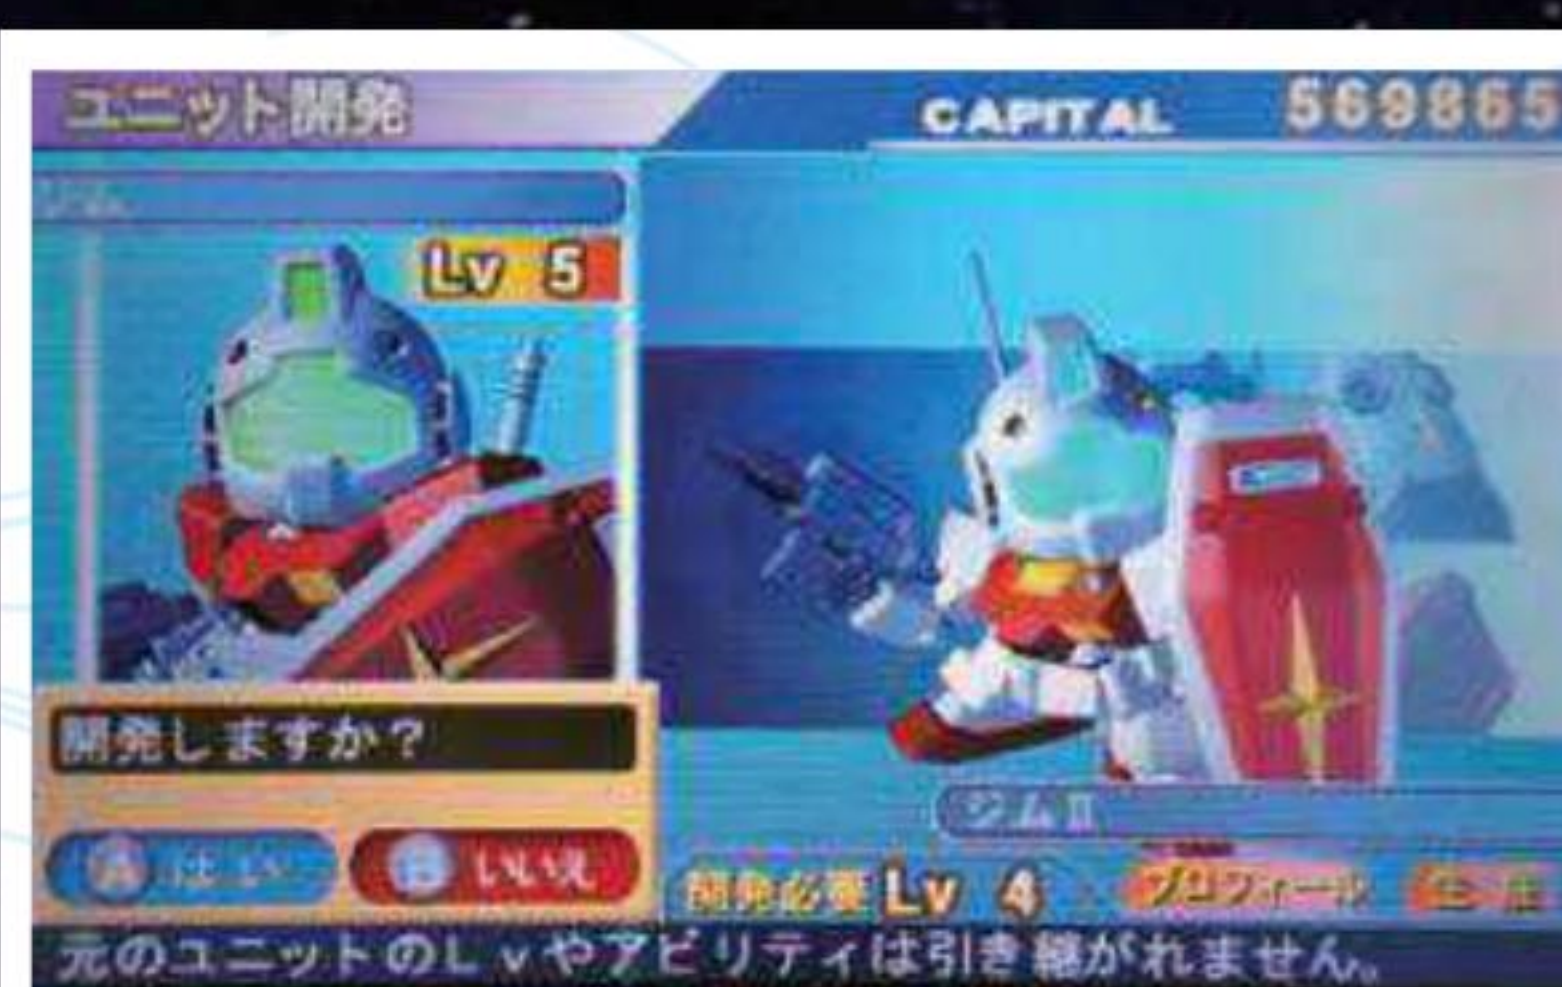 ユニット開発
CAPITAL 569865
ジム
Lv 5
開発しますか？
A はい
B いいえ
ジムⅡ
開発必要Lv 4
プロフィール
元のユニットのLvやアビリティは引き継がれません。